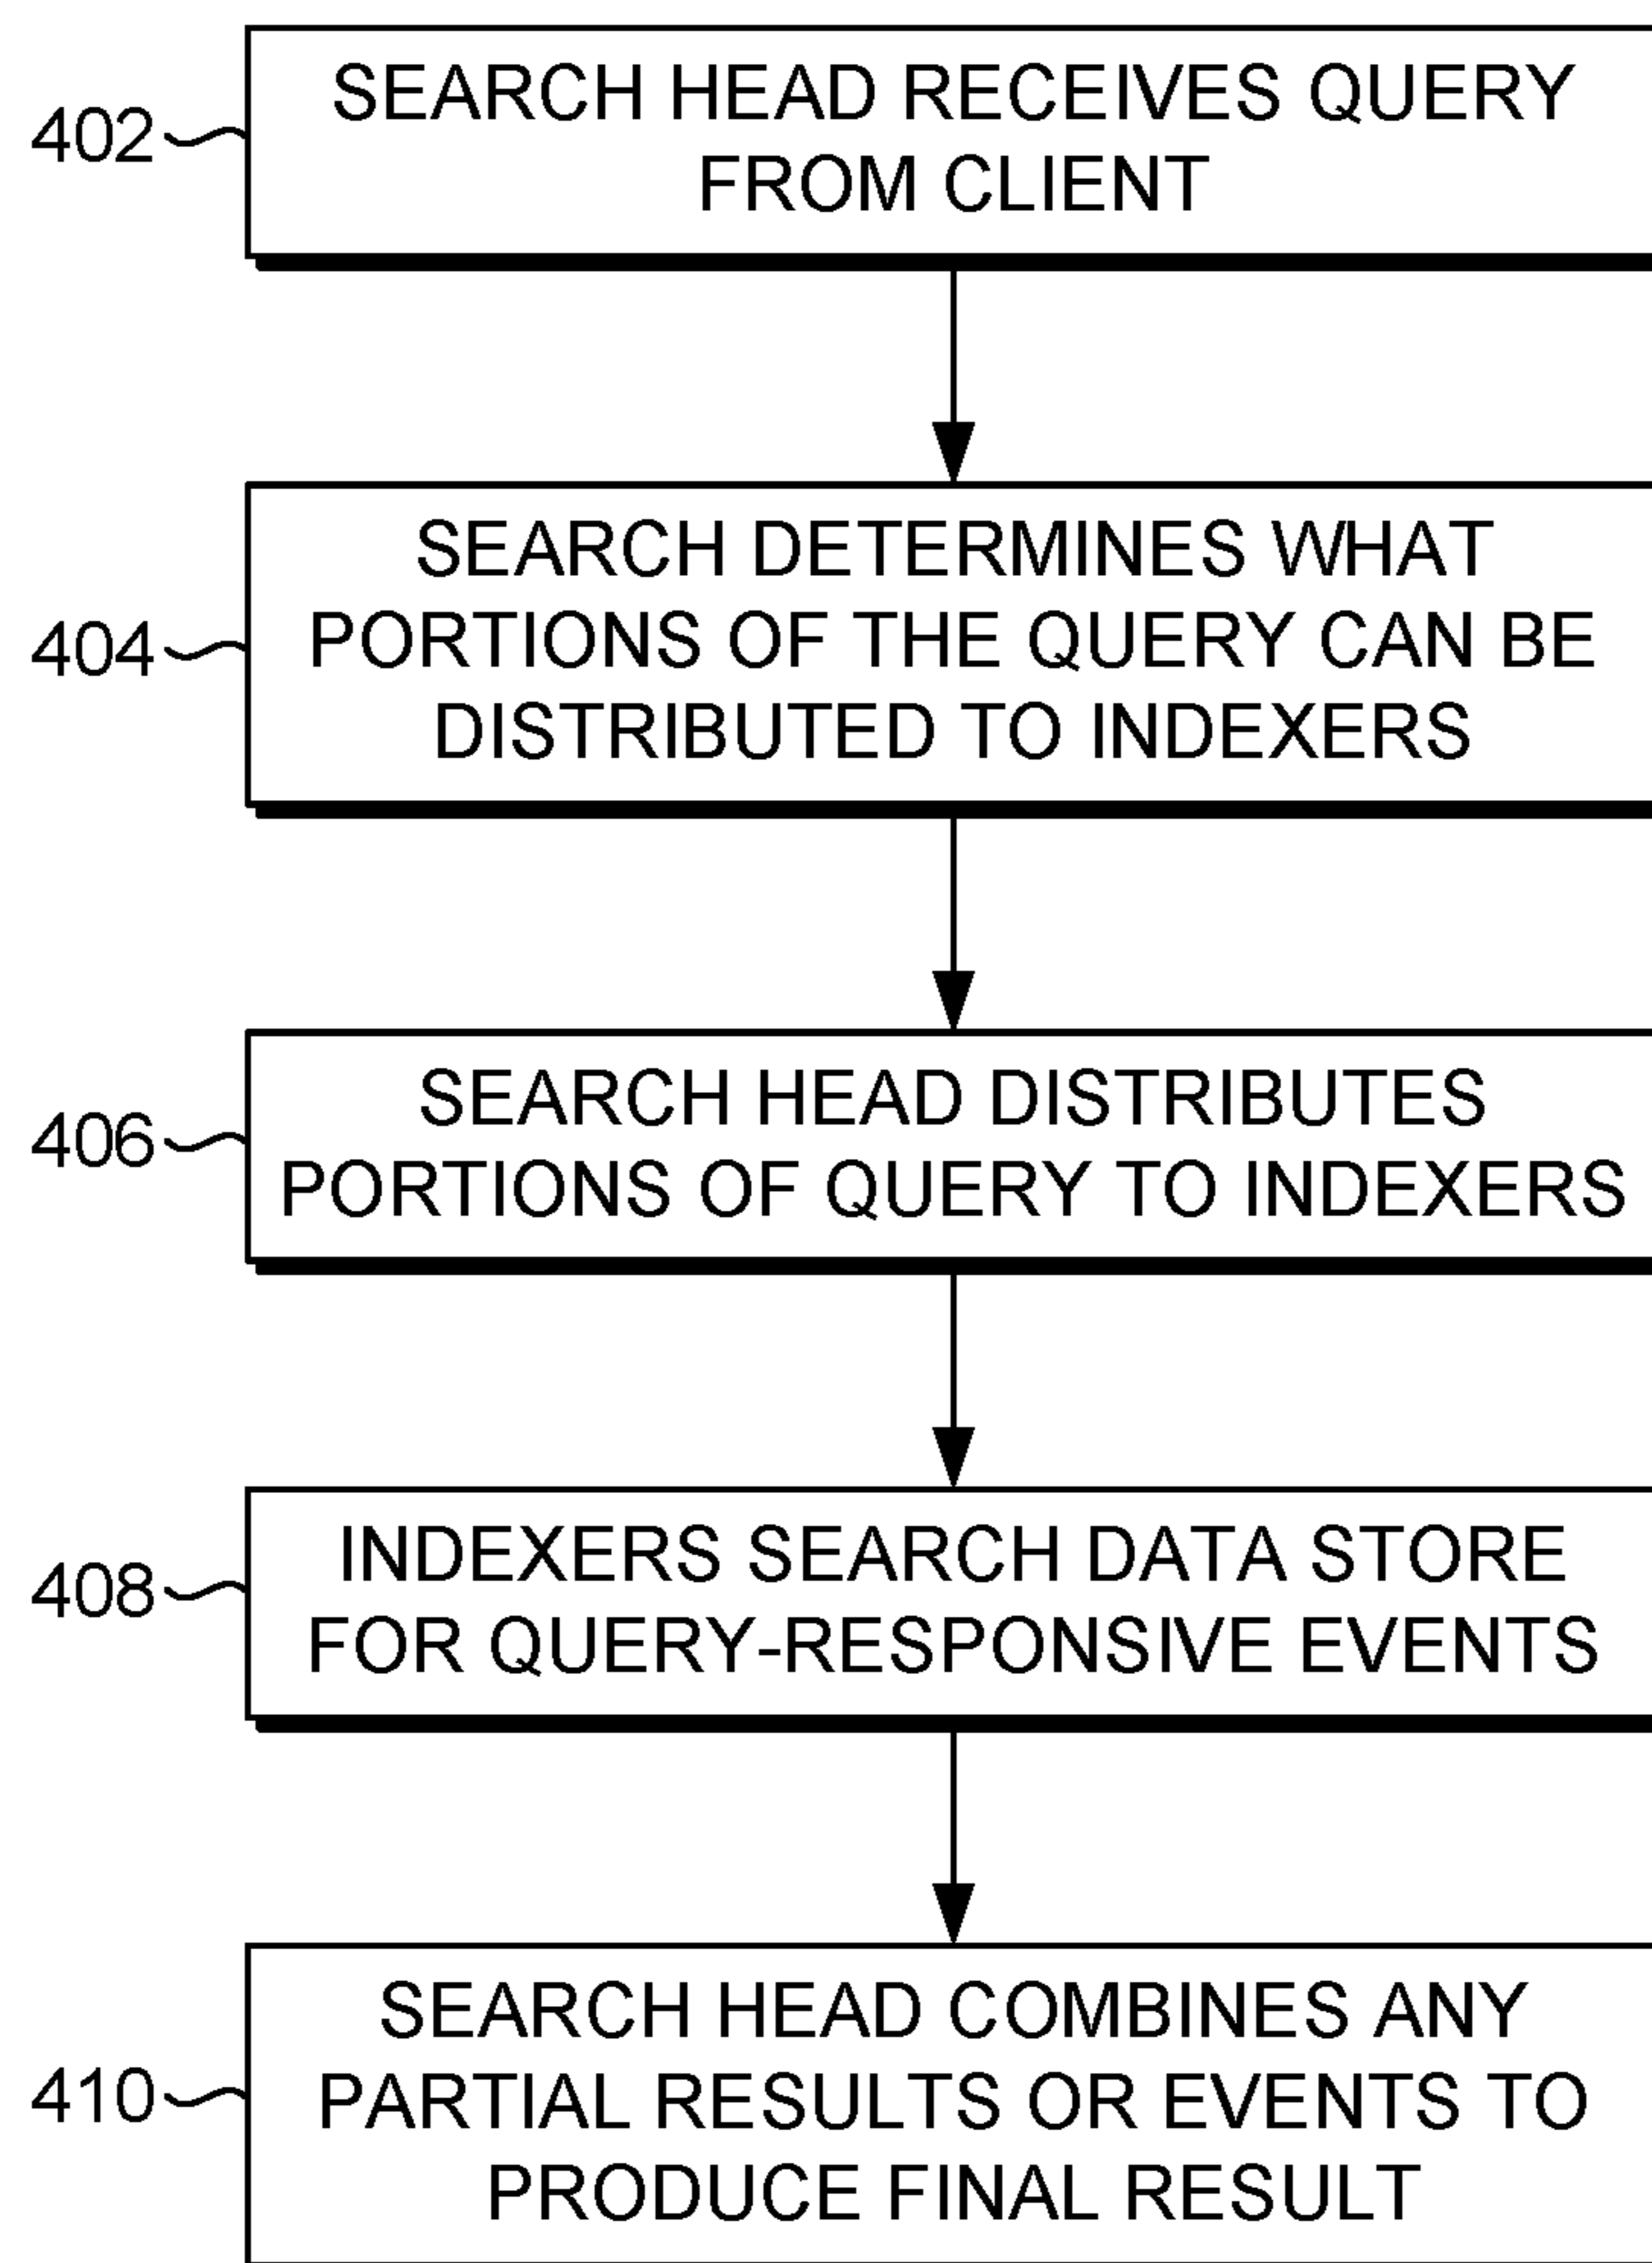 402
SEARCH HEAD RECEIVES QUERY
FROM CLIENT
404
SEARCH DETERMINES WHAT
PORTIONS OF THE QUERY CAN BE
DISTRIBUTED TO INDEXERS
406
SEARCH HEAD DISTRIBUTES
PORTIONS OF QUERY TO INDEXERS
408
INDEXERS SEARCH DATA STORE
FOR QUERY-RESPONSIVE EVENTS
410
SEARCH HEAD COMBINES ANY
PARTIAL RESULTS OR EVENTS TO
PRODUCE FINAL RESULT